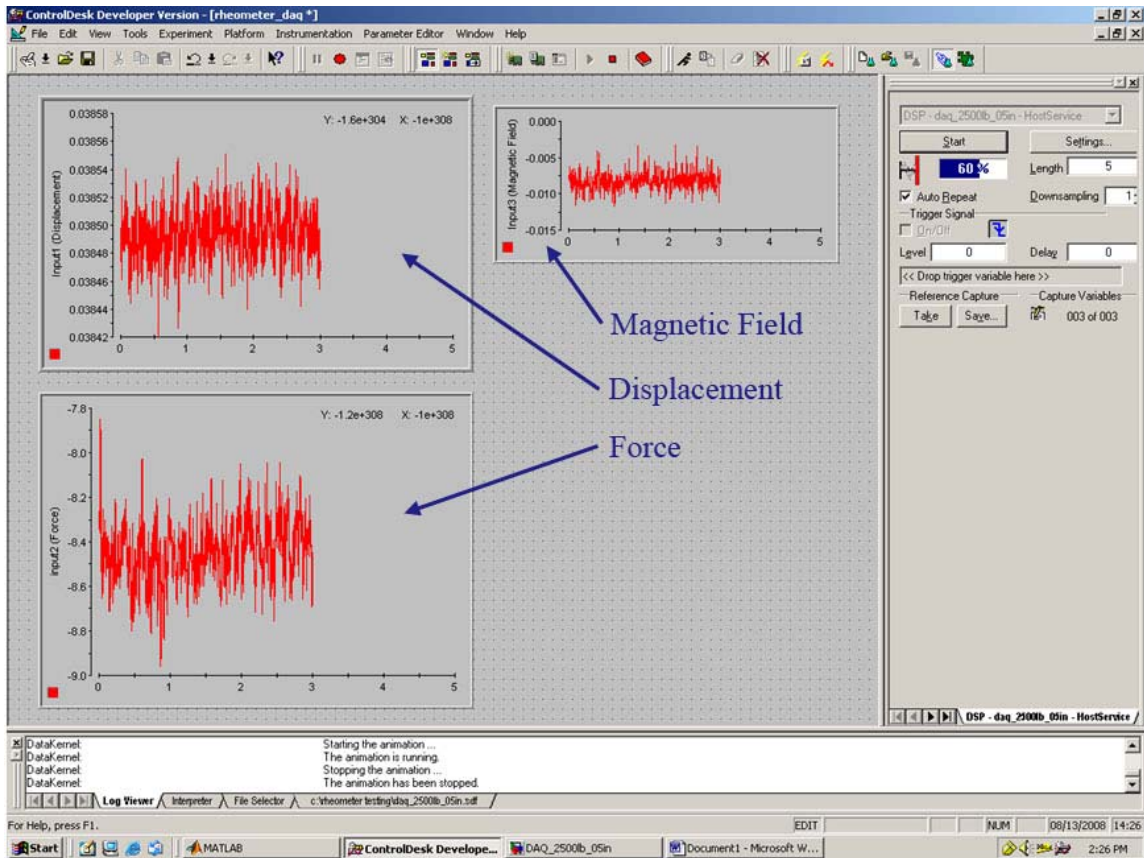 ControlDesk Developer Version - [rheometer_daq *]
File Edit View Tools Experiment Platform Instrumentation Parameter Editor Window Help
Y: -1.6e+304 X: -1e+308
Input1 (Displacement)
0.03858
0.03856
0.03854
0.03852
0.03850
0.03848
0.03846
0.03844
0.03842
0 1 2 3 4 5
Input3 (Magnetic Field)
0.000
-0.005
-0.010
-0.015
0 1 2 3 4 5
Magnetic Field
Displacement
Force
Y: -1.2e+308 X: -1e+308
input2 (Force)
-7.8
-8.0
-8.2
-8.4
-8.6
-8.8
-9.0
0 1 2 3 4 5
DSP - daq_2500lb_05in - HostService
Start Settings...
60 % Length 5
Auto Repeat Downsampling 1
Trigger Signal
On/Off
Level 0 Delay 0
<< Drop trigger variable here >>
Reference Capture Capture Variables
Take Save... 003 of 003
DSP - daq_2500lb_05in - HostService
DataKernel: Starting the animation ...
DataKernel: The animation is running.
DataKernel: Stopping the animation ...
DataKernel: The animation has been stopped.
Log Viewer Interpreter File Selector c:\rheometer testing\daq_2500lb_05in.sdf
For Help, press F1. EDIT NUM 08/13/2008 14:26
Start MATLAB ControlDesk Develope... DAQ_2500lb_05in Document1 - Microsoft W... 2:26 PM